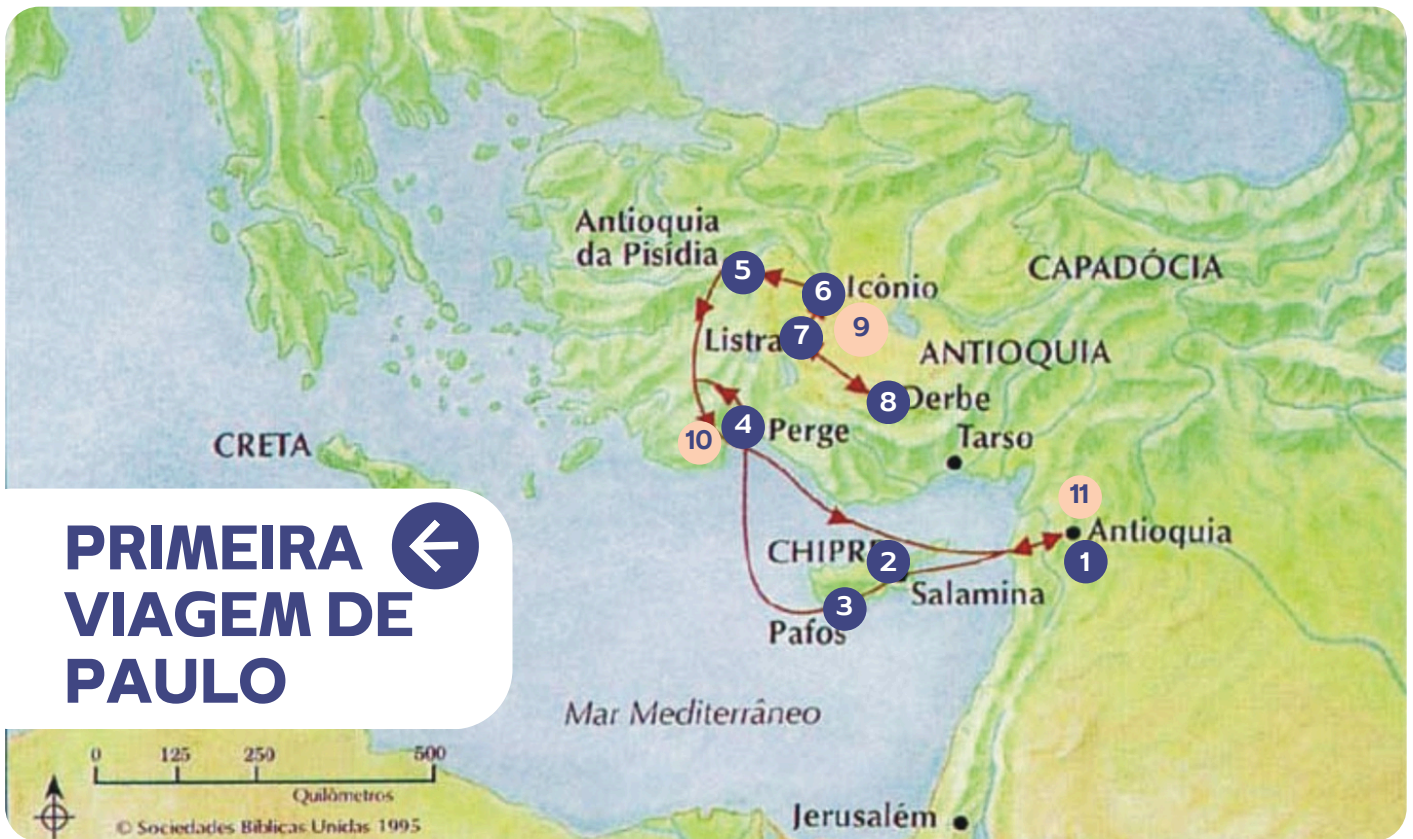 Antioquia
da Pisídia
5
6
Icônio
CAPADÓCIA
9
Listra
7
ANTIOQUIA
8
Derbe
10
4
Perge
CRETA
Tarso
11
Antioquia
1
CHIPR
2
Salamina
3
Pafos
PRIMEIRA
VIAGEM DE
PAULO
Mar Mediterrâneo
0 125 250 500
Quilômetros
© Sociedades Bíblicas Unidas 1995
Jerusalém